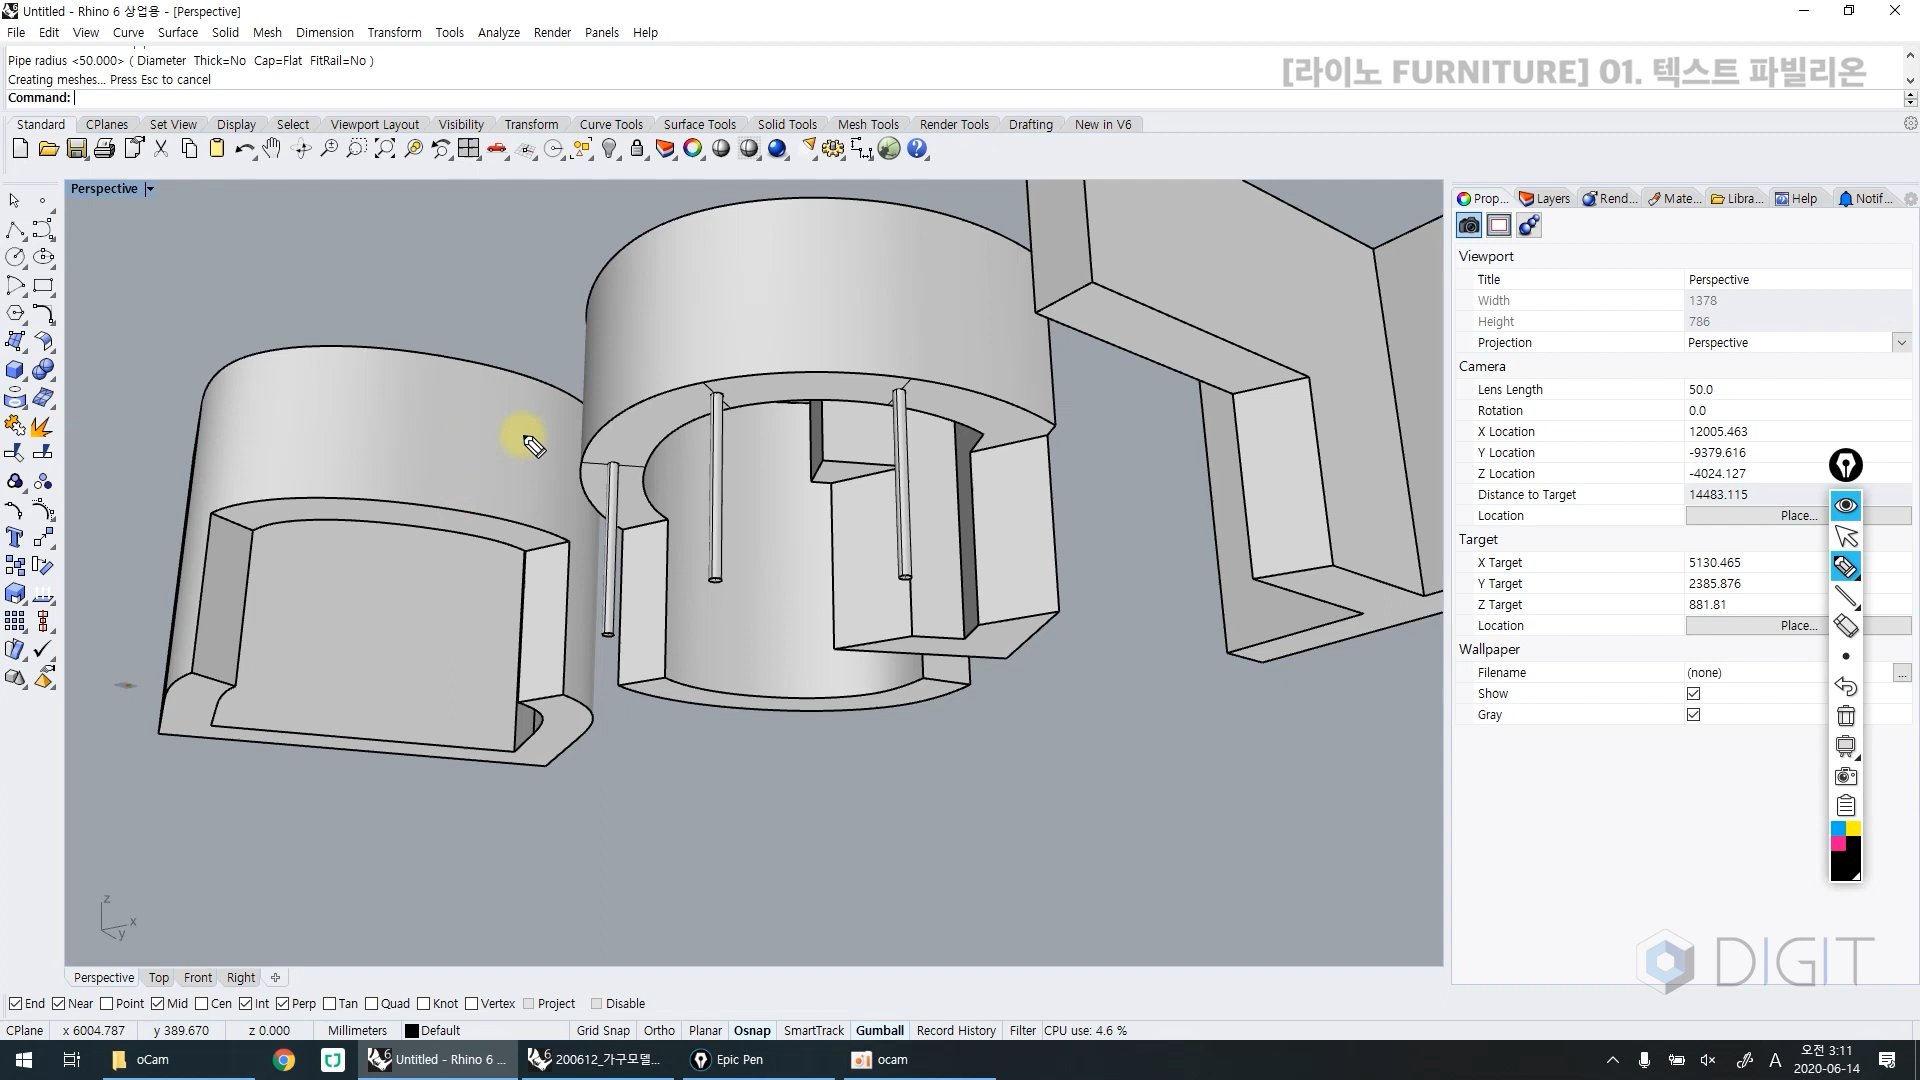 Untitled - Rhino 6 상업용 - [Perspective]
File Edit View Curve Surface Solid Mesh Dimension Transform Tools Analyze Render Panels Help
Pipe radius <50.000> ( Diameter Thick=No Cap=Flat FitRail=No )
Creating meshes... Press Esc to cancel
Command:
[라이노 FURNITURE] 01. 텍스트 파빌리온
Standard CPlanes Set View Display Select Viewport Layout Visibility Transform Curve Tools Surface Tools Solid Tools Mesh Tools Render Tools Drafting New in V6
Perspective
Prop... Layers Rend... Mate... Libra... Help Notif...
Viewport
Title Perspective
Width 1378
Height 786
Projection Perspective
Camera
Lens Length 50.0
Rotation 0.0
X Location 12005.463
Y Location -9379.616
Z Location -4024.127
Distance to Target 14483.115
Location Place...
Target
X Target 5130.465
Y Target 2385.876
Z Target 881.81
Location Place...
Wallpaper
Filename (none) ...
Show
Gray
z
x
y
DIGIT
Perspective Top Front Right
End Near Point Mid Cen Int Perp Tan Quad Knot Vertex Project Disable
CPlane x 6004.787 y 389.670 z 0.000 Millimeters Default Grid Snap Ortho Planar Osnap SmartTrack Gumball Record History Filter CPU use: 4.6 %
oCam Untitled - Rhino 6 ... 200612_가구모델... Epic Pen ocam
A 오전 3:11
2020-06-14